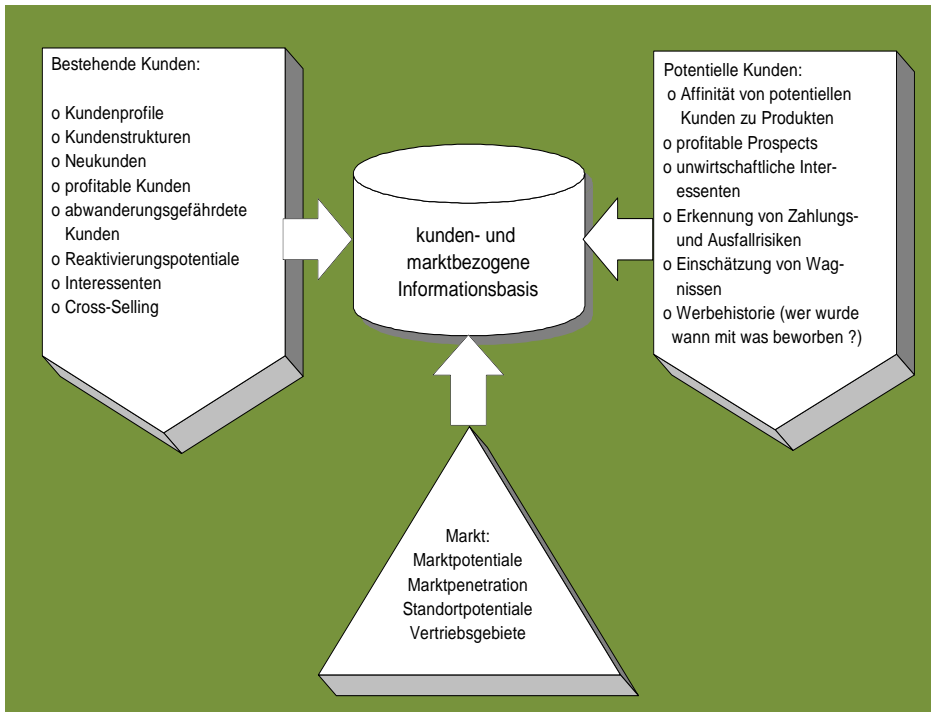 Bestehende Kunden:
o Kundenprofile
o Kundenstrukturen
o Neukunden
o profitable Kunden
o abwanderungsgefährdete
Kunden
o Reaktivierungspotentiale
o Interessenten
o Cross-Selling
kunden- und
marktbezogene
Informationsbasis
Potentielle Kunden:
o Affinität von potentiellen
Kunden zu Produkten
o profitable Prospects
o unwirtschaftliche Inter-
essenten
o Erkennung von Zahlungs-
und Ausfallrisiken
o Einschätzung von Wag-
nissen
o Werbehistorie (wer wurde
wann mit was beworben ?)
Markt:
Marktpotentiale
Marktpenetration
Standortpotentiale
Vertriebsgebiete